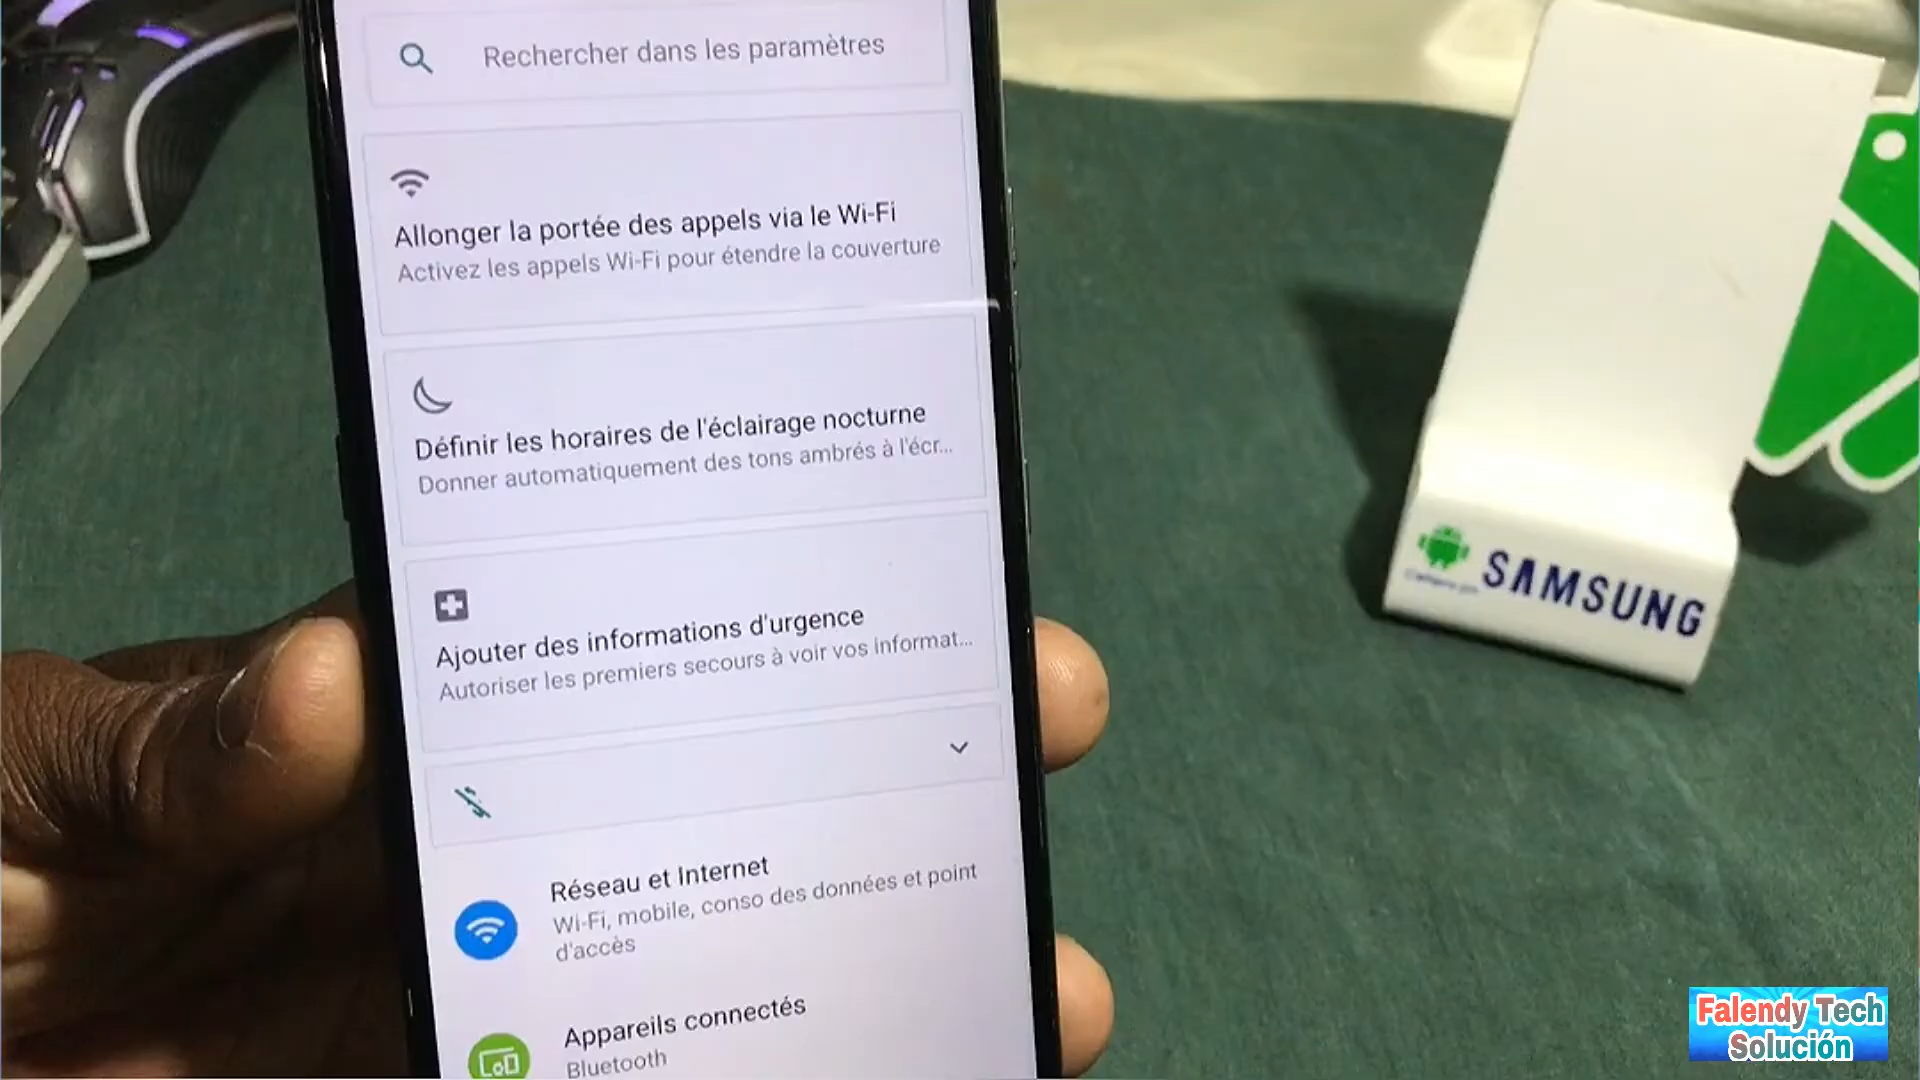 Rechercher dans les paramètres
Allonger la portée des appels via le Wi-Fi
Activez les appels Wi-Fi pour étendre la couverture
Définir les horaires de l'éclairage nocturne
Donner automatiquement des tons ambrés à l'écr...
Ajouter des informations d'urgence
Autoriser les premiers secours à voir vos informat...
Réseau et Internet
Wi-Fi, mobile, conso des données et point
d'accès
Appareils connectés
Bluetooth
SAMSUNG
Falendy Tech
Solución